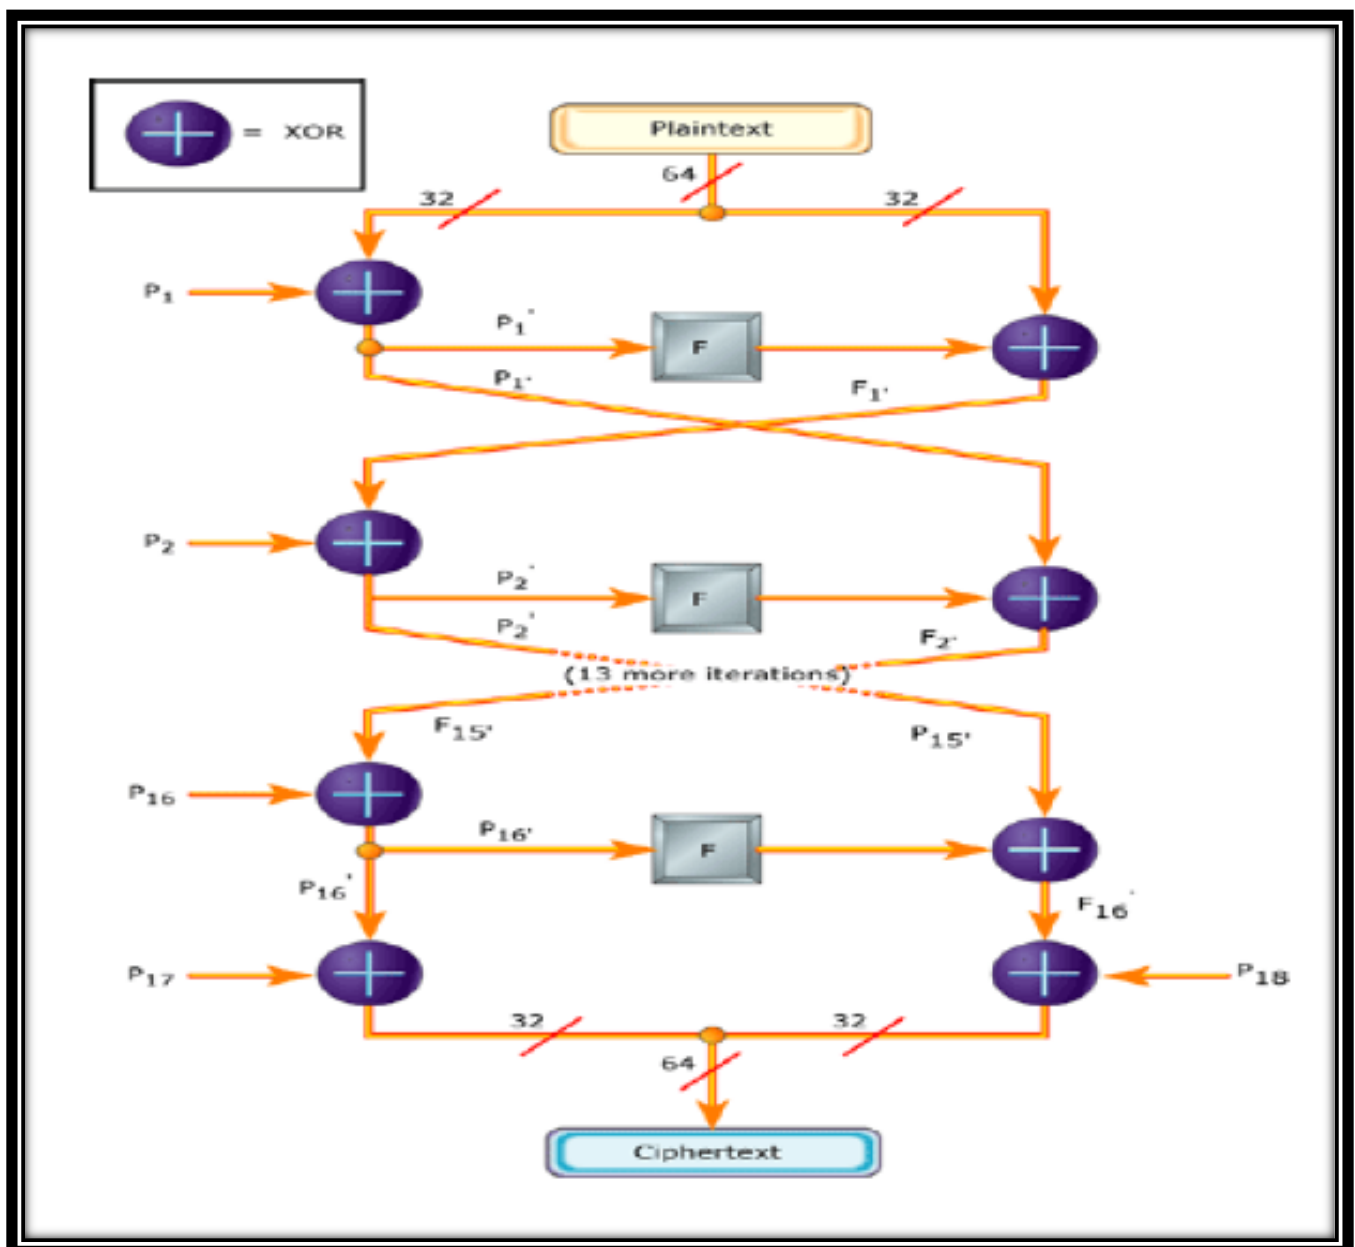 = XOR
Plaintext
64
32
32
P1
P1'
F
P1'
F1'
P2
P2'
F
P2'
F2'
(13 more iterations)
F15'
P15'
P16
P16'
F
P16'
F16'
P17
P18
32
32
64
Ciphertext